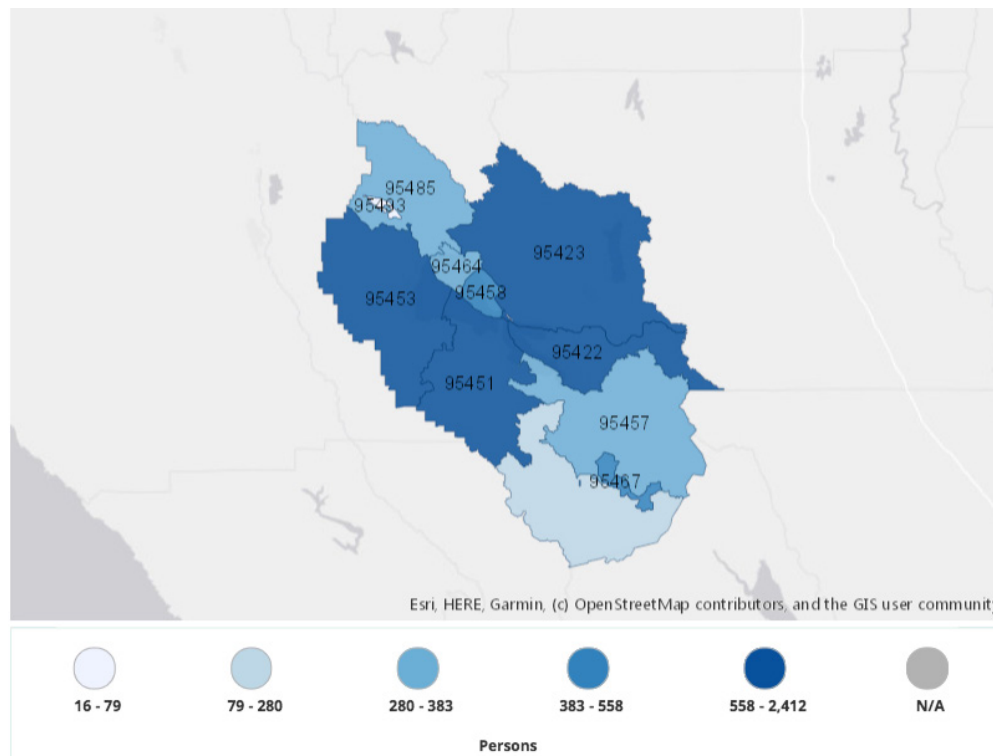 95485
95493
95423
95464
95458
95453
95422
95451
95457
95467
Esri, HERE, Garmin, (c) OpenStreetMap contributors, and the GIS user community
16 - 79
79 - 280
280 - 383
383 - 558
558 - 2,412
N/A
Persons